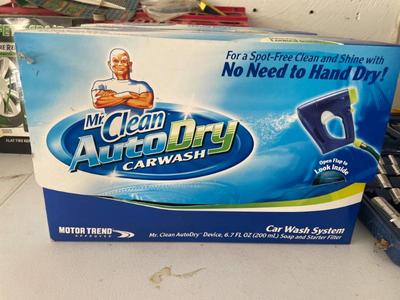 For a Spot-Free Clean and Shine with
No Need to Hand Dry!
Mr. Clean
AutoDry
CARWASH
Open Flap to
Look Inside
MOTOR TREND
APPROVED
Car Wash System
Mr. Clean AutoDry™ Device, 6.7 FL OZ (200 mL) Soap and Starter Filter